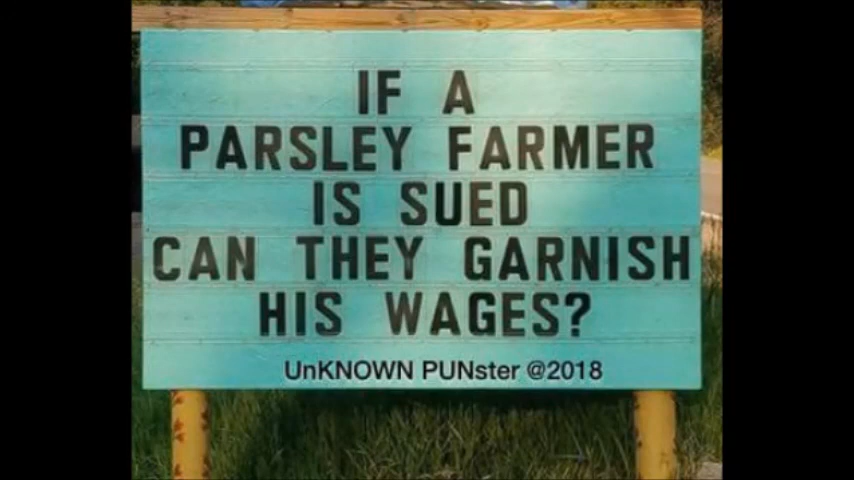 IF A
PARSLEY FARMER
IS SUED
CAN THEY GARNISH
HIS WAGES?
UnKNOWN PUNster @2018